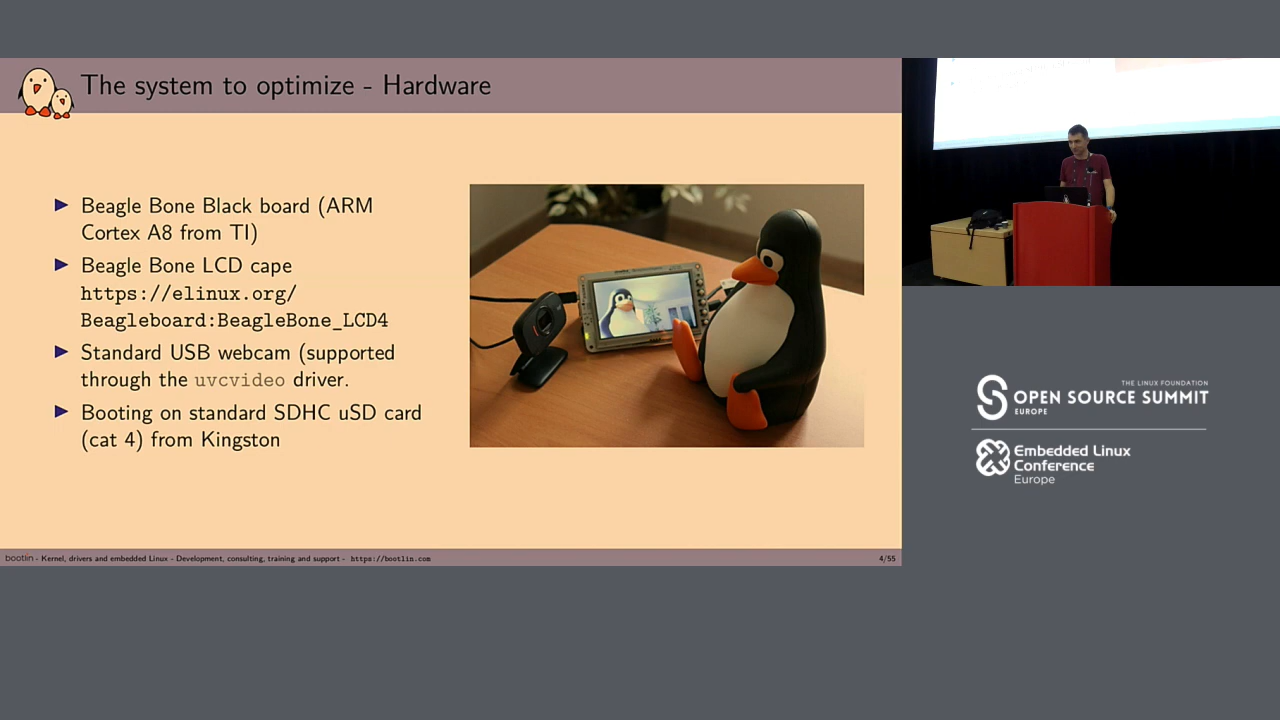 The system to optimize - Hardware
▶ Beagle Bone Black board (ARM
Cortex A8 from TI)
▶ Beagle Bone LCD cape
https://elinux.org/
Beagleboard:BeagleBone_LCD4
▶ Standard USB webcam (supported
through the uvcvideo driver.
▶ Booting on standard SDHC uSD card
(cat 4) from Kingston
bootlin - Kernel, drivers and embedded Linux - Development, consulting, training and support - https://bootlin.com
4/55
THE LINUX FOUNDATION
OPEN SOURCE SUMMIT
EUROPE
Embedded Linux
Conference
Europe